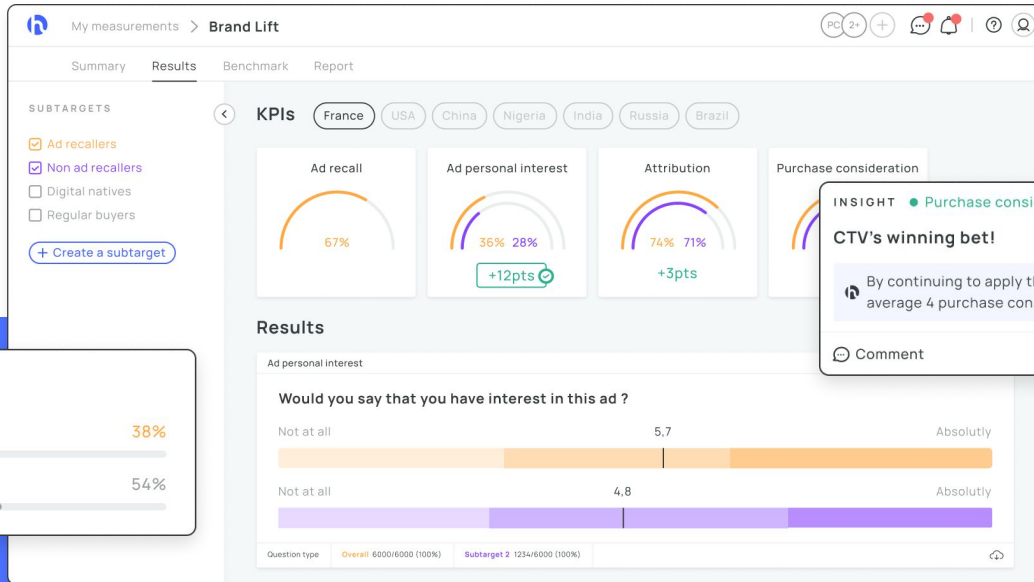 My measurements > Brand Lift
PC 2+ +
Summary Results Benchmark Report
SUBTARGETS
Ad recallers
Non ad recallers
Digital natives
Regular buyers
+ Create a subtarget
KPIs France USA China Nigeria India Russia Brazil
Ad recall
67%
Ad personal interest
36% 28%
+12pts
Attribution
74% 71%
+3pts
Purchase consideration
INSIGHT • Purchase consi
CTV's winning bet!
By continuing to apply th
average 4 purchase con
Comment
Results
Ad personal interest
Would you say that you have interest in this ad ?
Not at all 5,7 Absolutly
Not at all 4,8 Absolutly
Question type Overall 6000/6000 (100%) Subtarget 2 1234/6000 (100%)
38%
54%